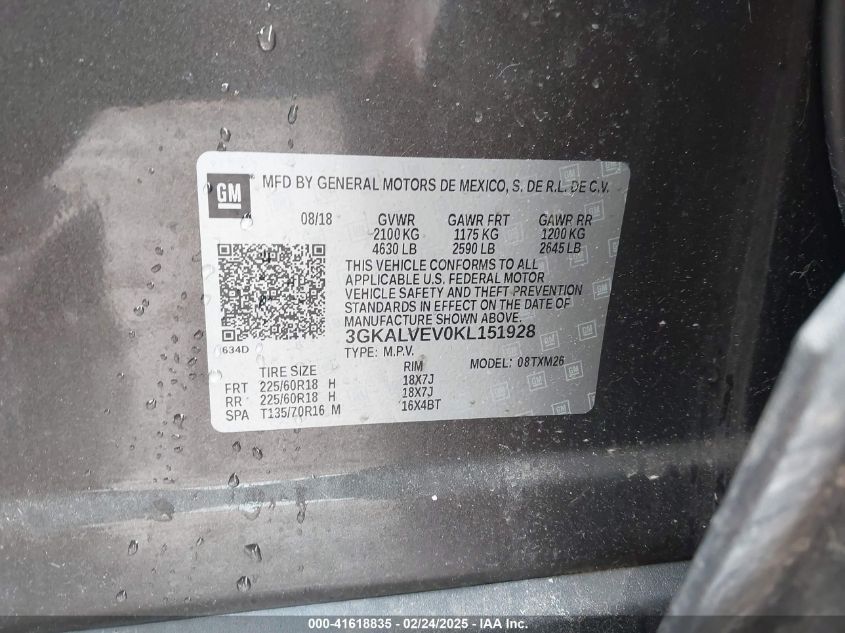 GM
MFD BY GENERAL MOTORS DE MEXICO, S. DE R.L. DE C.V.
08/18 GVWR GAWR FRT GAWR RR
2100 KG 1175 KG 1200 KG
4630 LB 2590 LB 2645 LB
THIS VEHICLE CONFORMS TO ALL
APPLICABLE U.S. FEDERAL MOTOR
VEHICLE SAFETY AND THEFT PREVENTION
STANDARDS IN EFFECT ON THE DATE OF
MANUFACTURE SHOWN ABOVE.
3GKALVEV0KL151928
634D
TYPE: M.P.V. MODEL: 08TXM26
TIRE SIZE RIM
FRT 225/60R18 H 18X7J
RR 225/60R18 H 18X7J
SPA T135/70R16 M 16X4BT
000-41618835 - 02/24/2025 - www.iaai.com